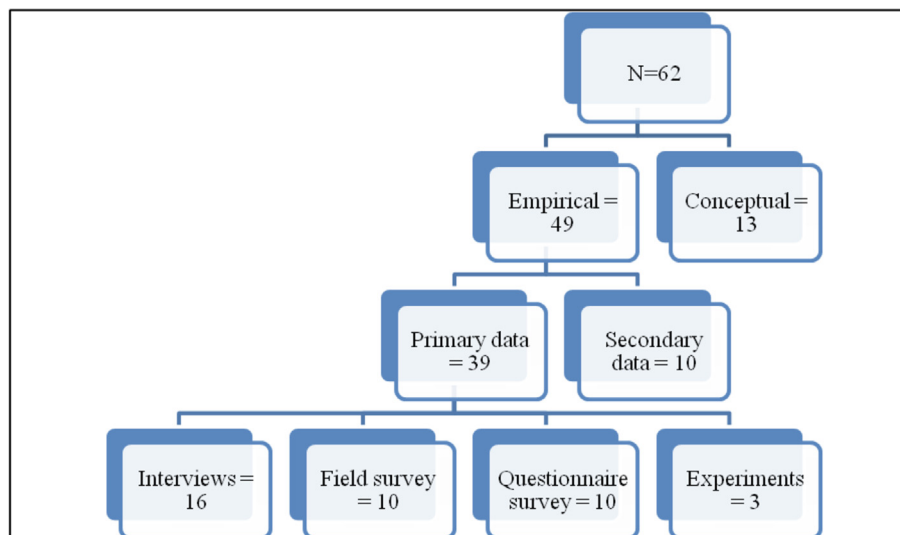 N=62
Empirical =
49
Conceptual =
13
Primary data
= 39
Secondary
data = 10
Interviews =
16
Field survey
= 10
Questionnaire
survey = 10
Experiments
= 3